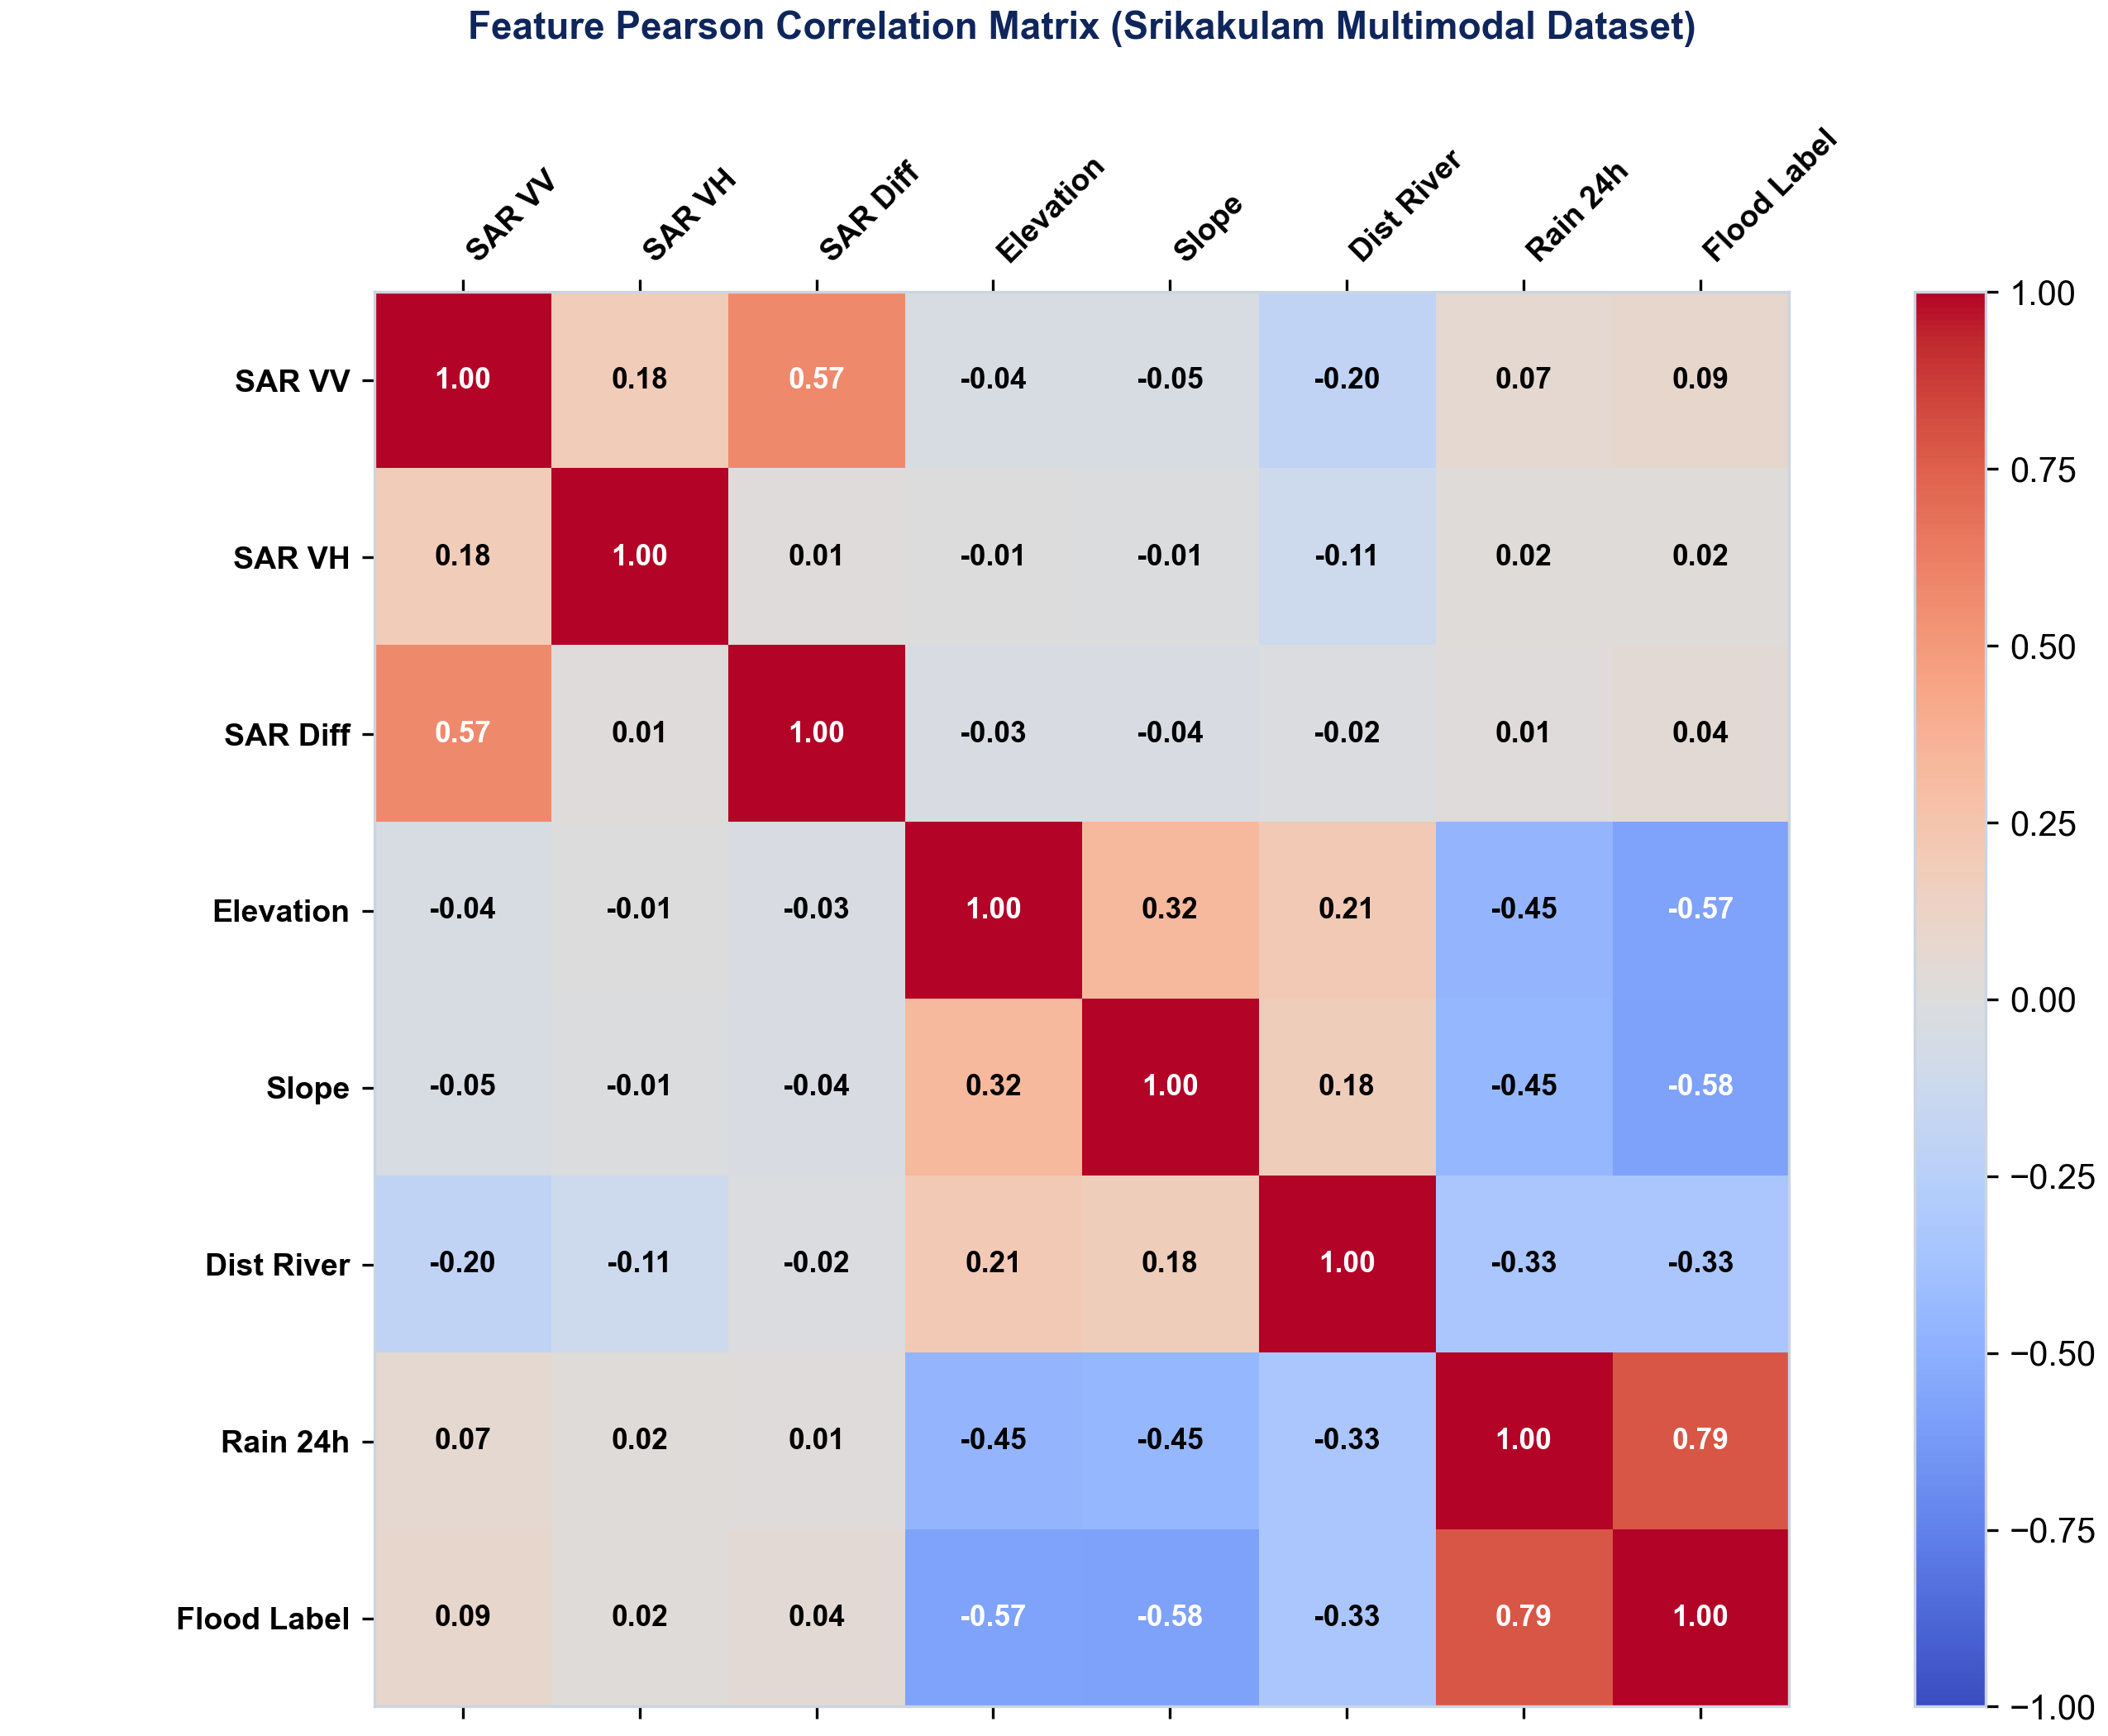 Feature Pearson Correlation Matrix (Srikakulam Multimodal Dataset)
SAR VV SAR VH SAR Diff Elevation Slope Dist River Rain 24h Flood Label
SAR VV 1.00 0.18 0.57 -0.04 -0.05 -0.20 0.07 0.09
SAR VH 0.18 1.00 0.01 -0.01 -0.01 -0.11 0.02 0.02
SAR Diff 0.57 0.01 1.00 -0.03 -0.04 -0.02 0.01 0.04
Elevation -0.04 -0.01 -0.03 1.00 0.32 0.21 -0.45 -0.57
Slope -0.05 -0.01 -0.04 0.32 1.00 0.18 -0.45 -0.58
Dist River -0.20 -0.11 -0.02 0.21 0.18 1.00 -0.33 -0.33
Rain 24h 0.07 0.02 0.01 -0.45 -0.45 -0.33 1.00 0.79
Flood Label 0.09 0.02 0.04 -0.57 -0.58 -0.33 0.79 1.00
1.00
0.75
0.50
0.25
0.00
−0.25
−0.50
−0.75
−1.00